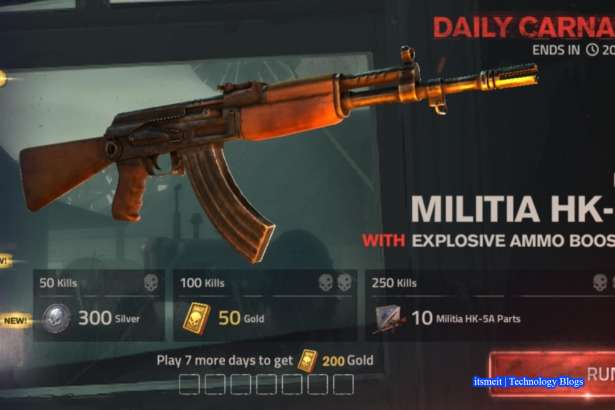 DAILY CARNA
ENDS IN 20
MILITIA HK-
WITH EXPLOSIVE AMMO BOOS
50 Kills
300 Silver
100 Kills
50 Gold
250 Kills
10 Militia HK-5A Parts
NEW!
Play 7 more days to get 200 Gold
RUN
itsmeit | Technology Blogs